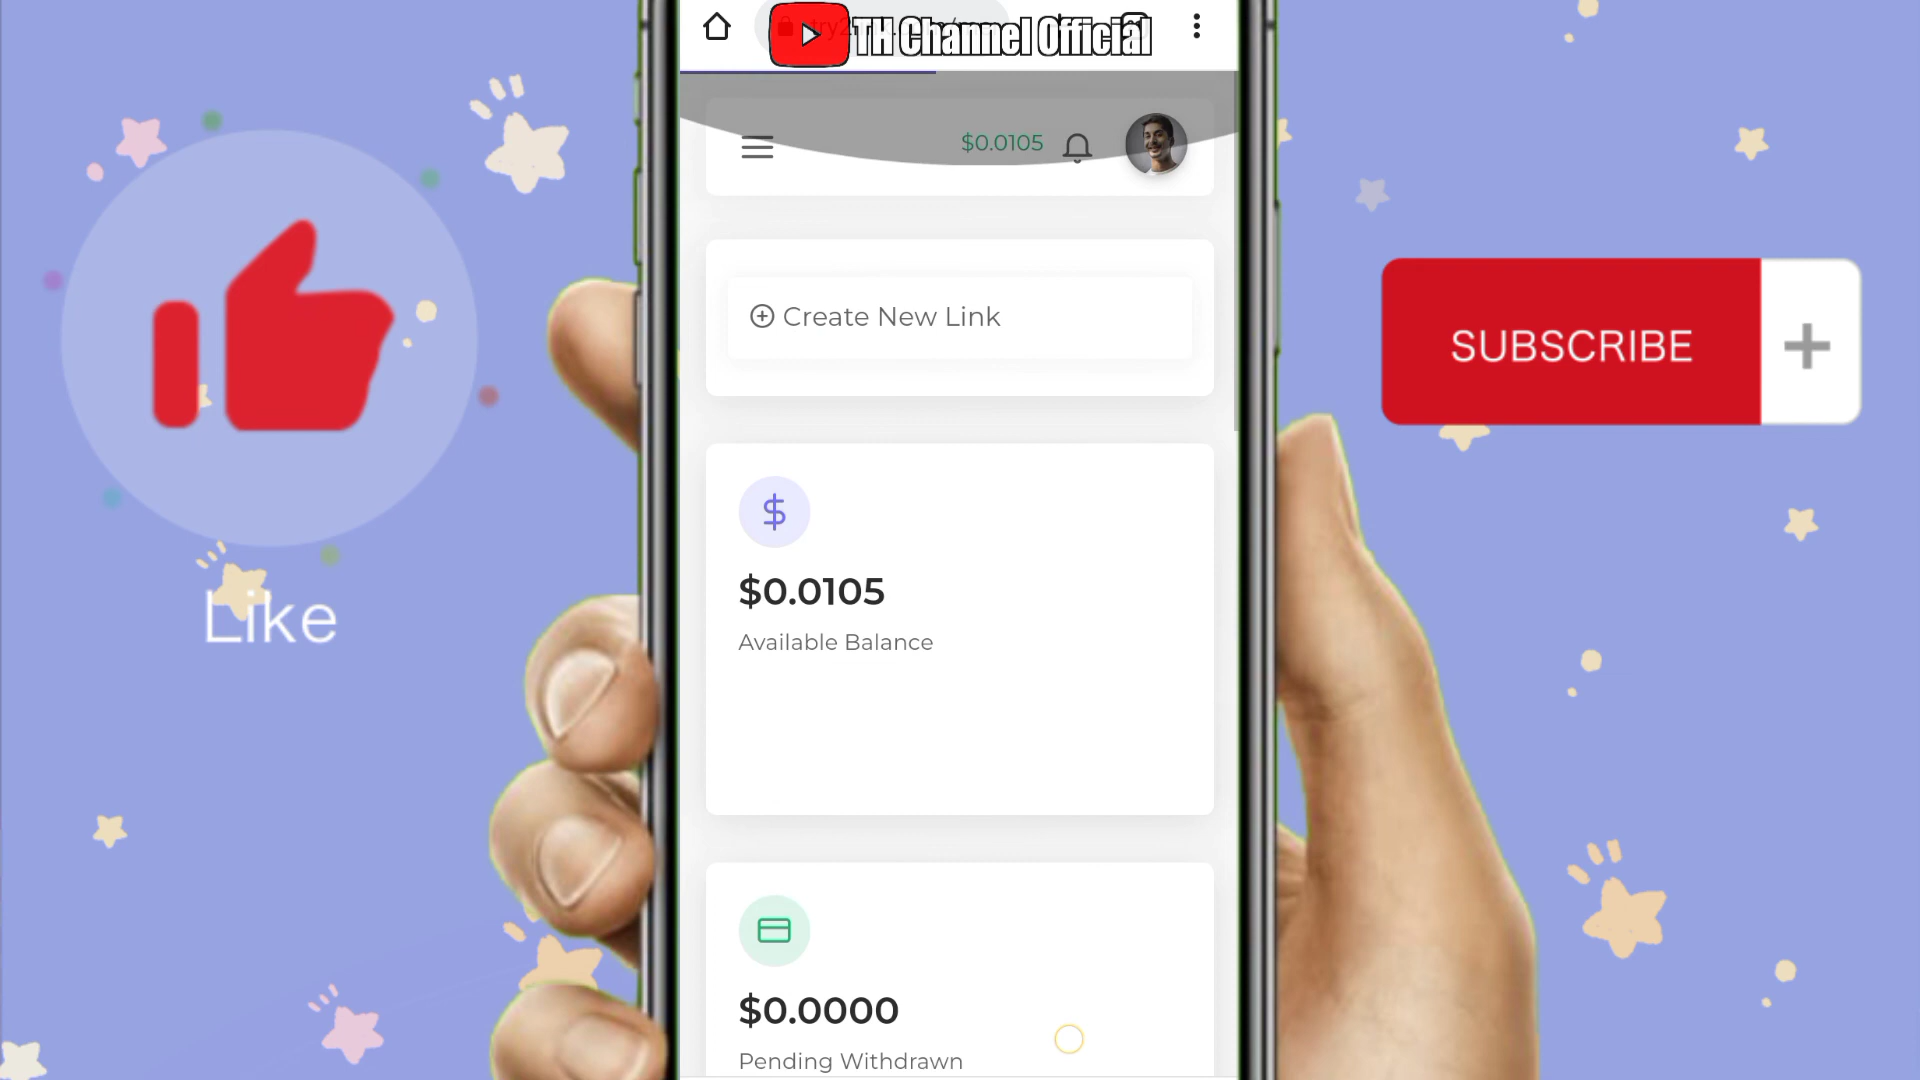 TH Channel Official
$0.0105
Create New Link
$
$0.0105
Available Balance
$0.0000
Pending Withdrawn
Like
SUBSCRIBE
+